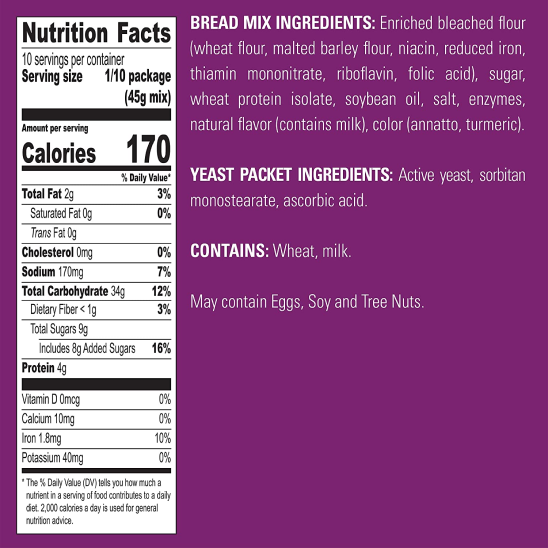 Nutrition Facts
10 servings per container
Serving size 1/10 package
(45g mix)
Amount per serving
Calories 170
% Daily Value*
Total Fat 2g 3%
Saturated Fat 0g 0%
Trans Fat 0g
Cholesterol 0mg 0%
Sodium 170mg 7%
Total Carbohydrate 34g 12%
Dietary Fiber < 1g 3%
Total Sugars 9g
Includes 8g Added Sugars 16%
Protein 4g
Vitamin D 0mcg 0%
Calcium 10mg 0%
Iron 1.8mg 10%
Potassium 40mg 0%
* The % Daily Value (DV) tells you how much a
nutrient in a serving of food contributes to a daily
diet. 2,000 calories a day is used for general
nutrition advice.
BREAD MIX INGREDIENTS: Enriched bleached flour
(wheat flour, malted barley flour, niacin, reduced iron,
thiamin mononitrate, riboflavin, folic acid), sugar,
wheat protein isolate, soybean oil, salt, enzymes,
natural flavor (contains milk), color (annatto, turmeric).
YEAST PACKET INGREDIENTS: Active yeast, sorbitan
monostearate, ascorbic acid.
CONTAINS: Wheat, milk.
May contain Eggs, Soy and Tree Nuts.